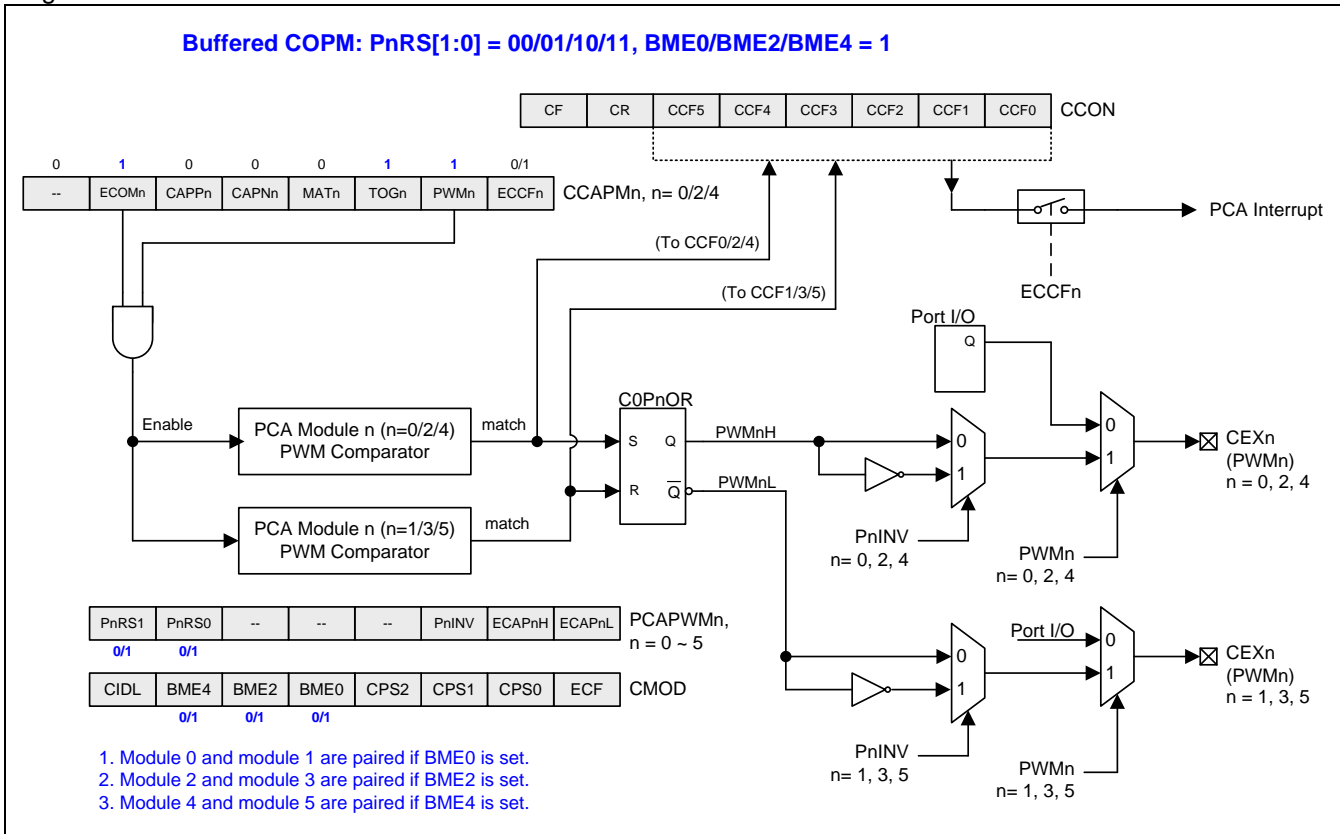 Buffered COPM: PnRS[1:0] = 00/01/10/11, BME0/BME2/BME4 = 1
CF CR CCF5 CCF4 CCF3 CCF2 CCF1 CCF0 CCON
0 1 0 0 0 1 1 0/1
-- ECOMn CAPPn CAPNn MATn TOGn PWMn ECCFn CCAPMn, n= 0/2/4
PCA Interrupt
(To CCF0/2/4)
(To CCF1/3/5)
ECCFn
Port I/O
Q
C0PnOR
Enable
PCA Module n (n=0/2/4)
PWM Comparator
match
S Q
R Q
PWMnH
PWMnL
0
1
0
1
CEXn
(PWMn)
n = 0, 2, 4
PCA Module n (n=1/3/5)
PWM Comparator
match
PnINV
n= 0, 2, 4
PWMn
n= 0, 2, 4
PnRS1 PnRS0 -- -- -- PnINV ECAPnH ECAPnL PCAPWMn,
n = 0 ~ 5
0/1 0/1
Port I/O
0
1
0
1
CEXn
(PWMn)
n = 1, 3, 5
CIDL BME4 BME2 BME0 CPS2 CPS1 CPS0 ECF CMOD
0/1 0/1 0/1
PnINV
n= 1, 3, 5
PWMn
n= 1, 3, 5
1. Module 0 and module 1 are paired if BME0 is set.
2. Module 2 and module 3 are paired if BME2 is set.
3. Module 4 and module 5 are paired if BME4 is set.